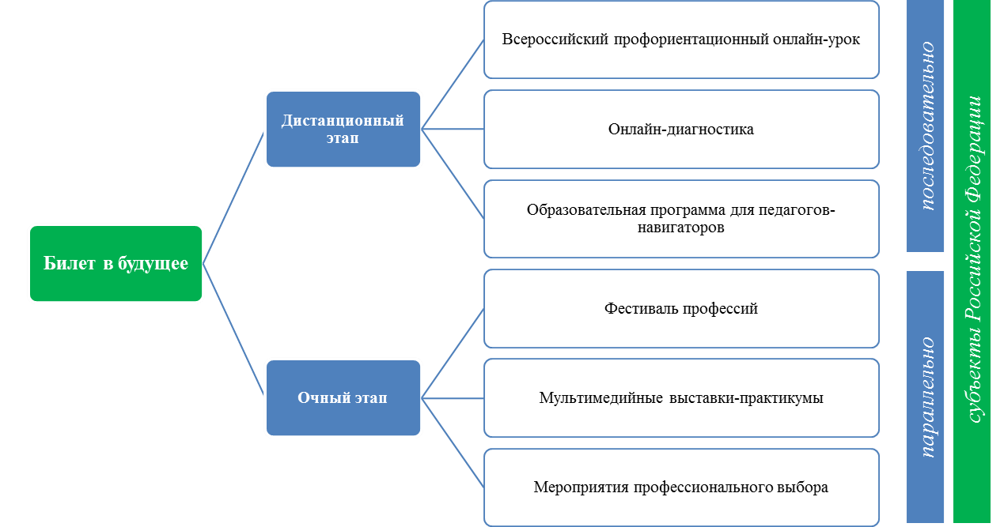 Всероссийский профориентационный онлайн-урок
Дистанционный
этап
Онлайн-диагностика
Образовательная программа для педагогов-
навигаторов
Билет в будущее
Фестиваль профессий
Очный этап
Мультимедийные выставки-практикумы
Мероприятия профессионального выбора
последовательно
параллельно
субъекты Российской Федерации